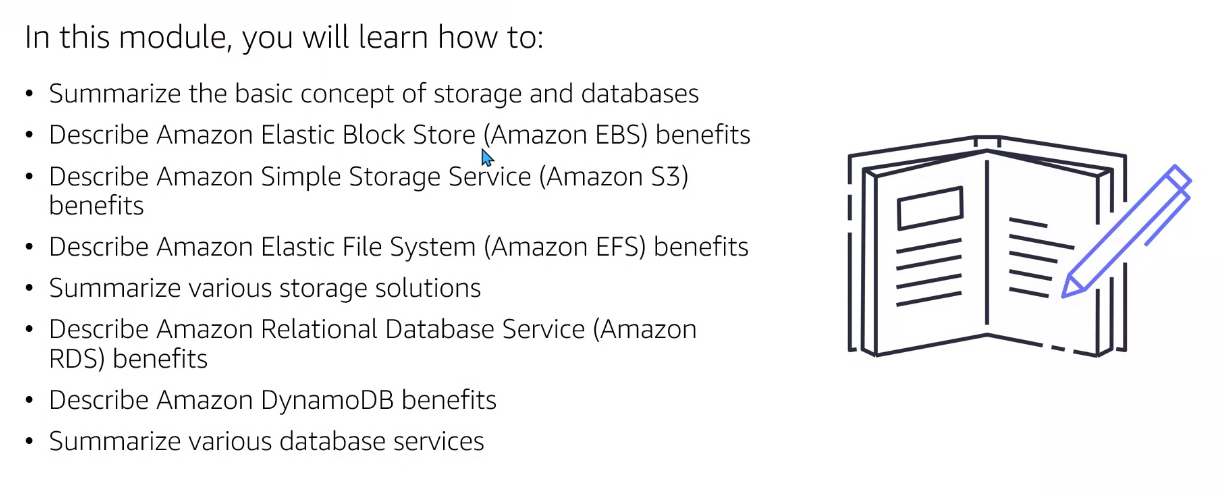 In this module, you will learn how to:
• Summarize the basic concept of storage and databases
• Describe Amazon Elastic Block Store (Amazon EBS) benefits
• Describe Amazon Simple Storage Service (Amazon S3)
benefits
• Describe Amazon Elastic File System (Amazon EFS) benefits
• Summarize various storage solutions
• Describe Amazon Relational Database Service (Amazon
RDS) benefits
• Describe Amazon DynamoDB benefits
• Summarize various database services